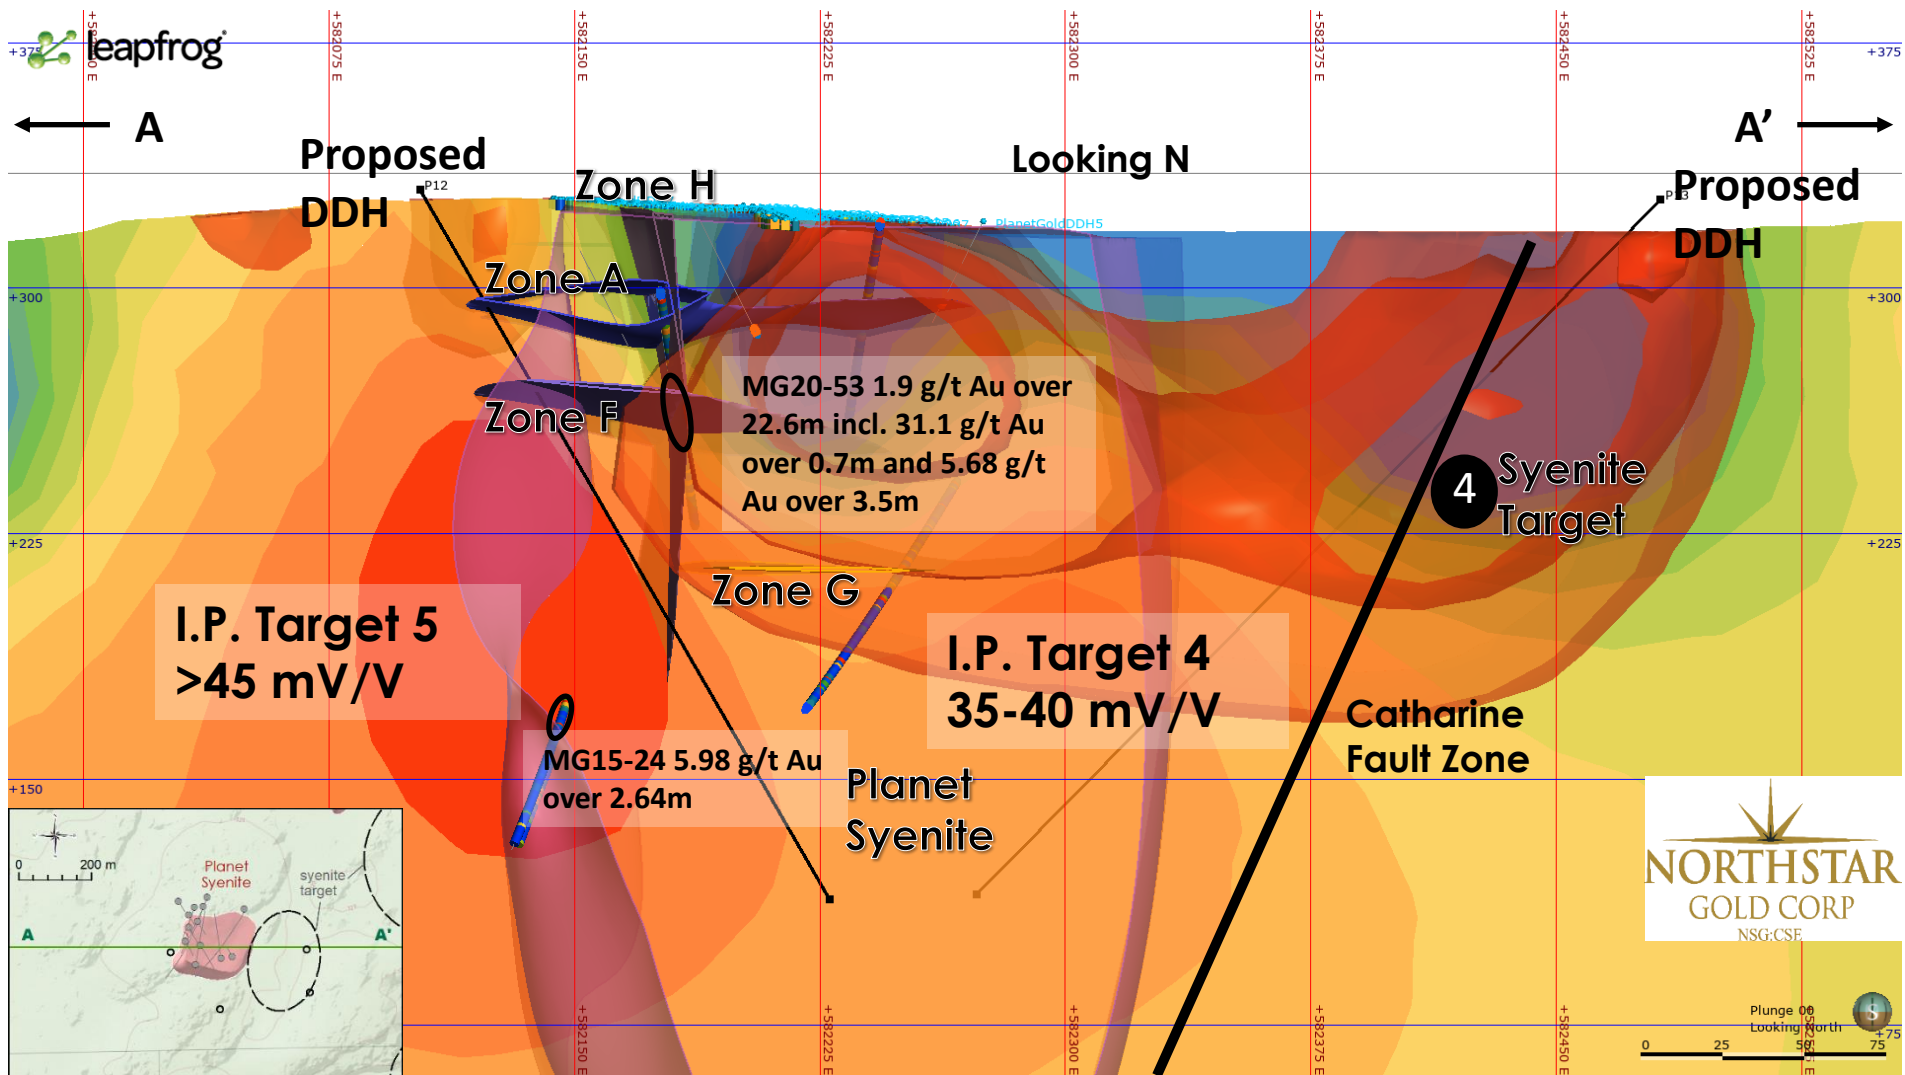 +582000 E
+582075 E
+582150 E
+582225 E
+582300 E
+582375 E
+582450 E
+582525 E
+375
leapfrog
+375
A
A’
Looking N
Proposed
DDH
P12
Zone H
PlanetGoldDDH5
P13
Proposed
DDH
Zone A
+300
+300
Zone F
MG20-53 1.9 g/t Au over
22.6m incl. 31.1 g/t Au
over 0.7m and 5.68 g/t
Au over 3.5m
4
Syenite
Target
+225
+225
Zone G
I.P. Target 5
>45 mV/V
I.P. Target 4
35-40 mV/V
Catharine
Fault Zone
MG15-24 5.98 g/t Au
over 2.64m
Planet
Syenite
+150
0 200 m
Planet
Syenite
syenite
target
A
A'
NORTHSTAR
GOLD CORP
NSG:CSE
Plunge 00
Looking North
S
+75
0 25 50 75
+582150 E
+582225 E
+582300 E
+582375 E
+582450 E